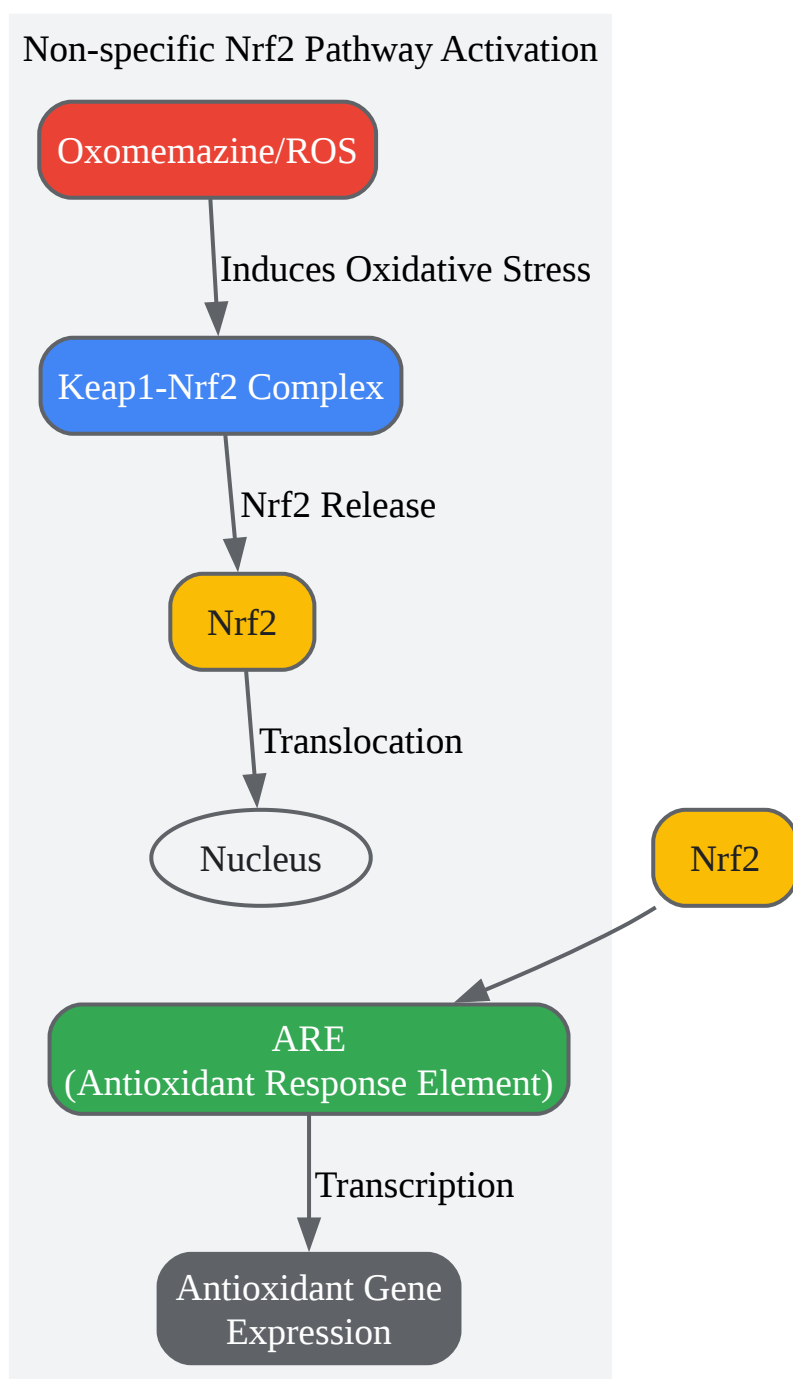 Non-specific Nrf2 Pathway Activation
Oxomemazine/ROS
Induces Oxidative Stress
Keap1-Nrf2 Complex
Nrf2 Release
Nrf2
Translocation
Nucleus
Nrf2
ARE
(Antioxidant Response Element)
Transcription
Antioxidant Gene
Expression